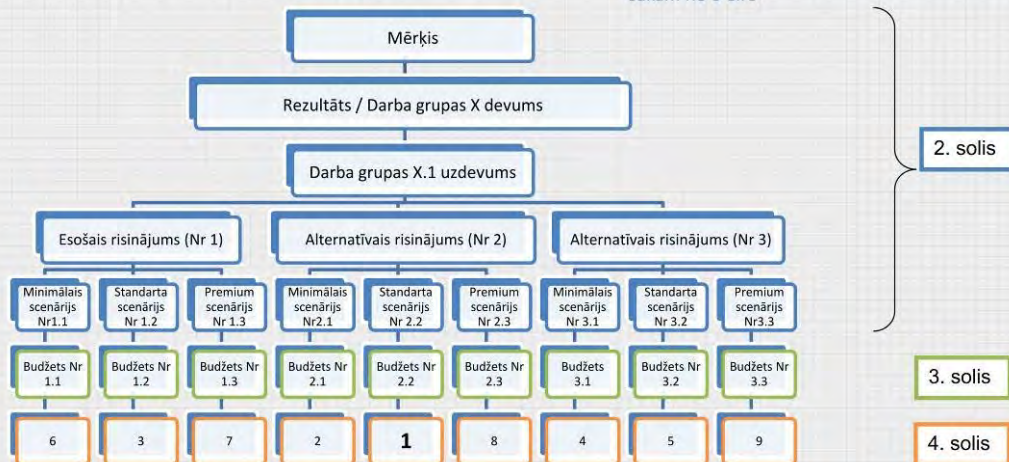 Mērķis
Rezultāts / Darba grupas X devums
2. solis
Darba grupas X.1 uzdevums
Esošais risinājums (Nr 1)
Alternatīvais risinājums (Nr 2)
Alternatīvais risinājums (Nr 3)
Minimālais
scenārijs
Nr1.1
Standarta
scenārijs
Nr 1.2
Premium
scenārijs
Nr 1.3
Minimālais
scenārijs
Nr2.1
Standarta
scenārijs
Nr 2.2
Premium
scenārijs
Nr 2.3
Minimālais
scenārijs
Nr 3.1
Standarta
scenārijs
Nr 3.2
Premium
scenārijs
Nr3.3
Budžets Nr
1.1
Budžets Nr
1.2
Budžets Nr
1.3
Budžets Nr
2.1
Budžets Nr
2.2
Budžets Nr
2.3
Budžets
3.1
Budžets Nr
3.2
Budžets Nr
3.3
3. solis
6
3
7
2
1
8
4
5
9
4. solis